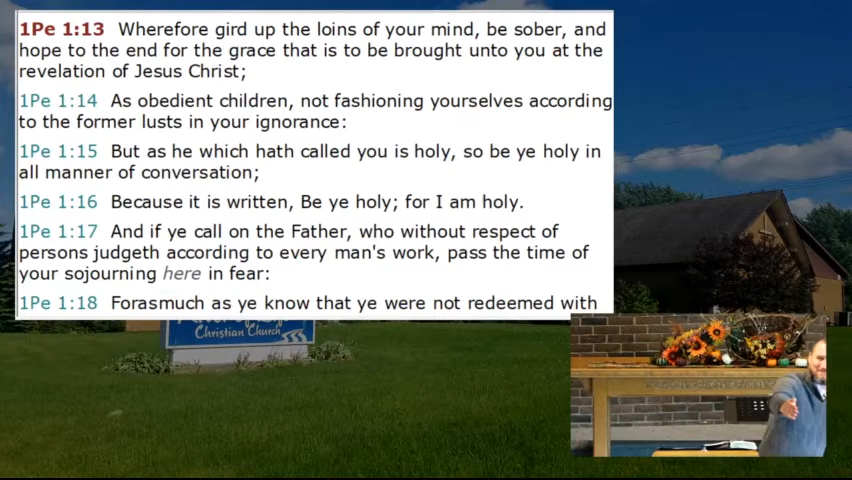 1Pe 1:13 Wherefore gird up the loins of your mind, be sober, and
hope to the end for the grace that is to be brought unto you at the
revelation of Jesus Christ;
1Pe 1:14 As obedient children, not fashioning yourselves according
to the former lusts in your ignorance:
1Pe 1:15 But as he which hath called you is holy, so be ye holy in
all manner of conversation;
1Pe 1:16 Because it is written, Be ye holy; for I am holy.
1Pe 1:17 And if ye call on the Father, who without respect of
persons judgeth according to every man's work, pass the time of
your sojourning here in fear:
1Pe 1:18 Forasmuch as ye know that ye were not redeemed with
Christian Church